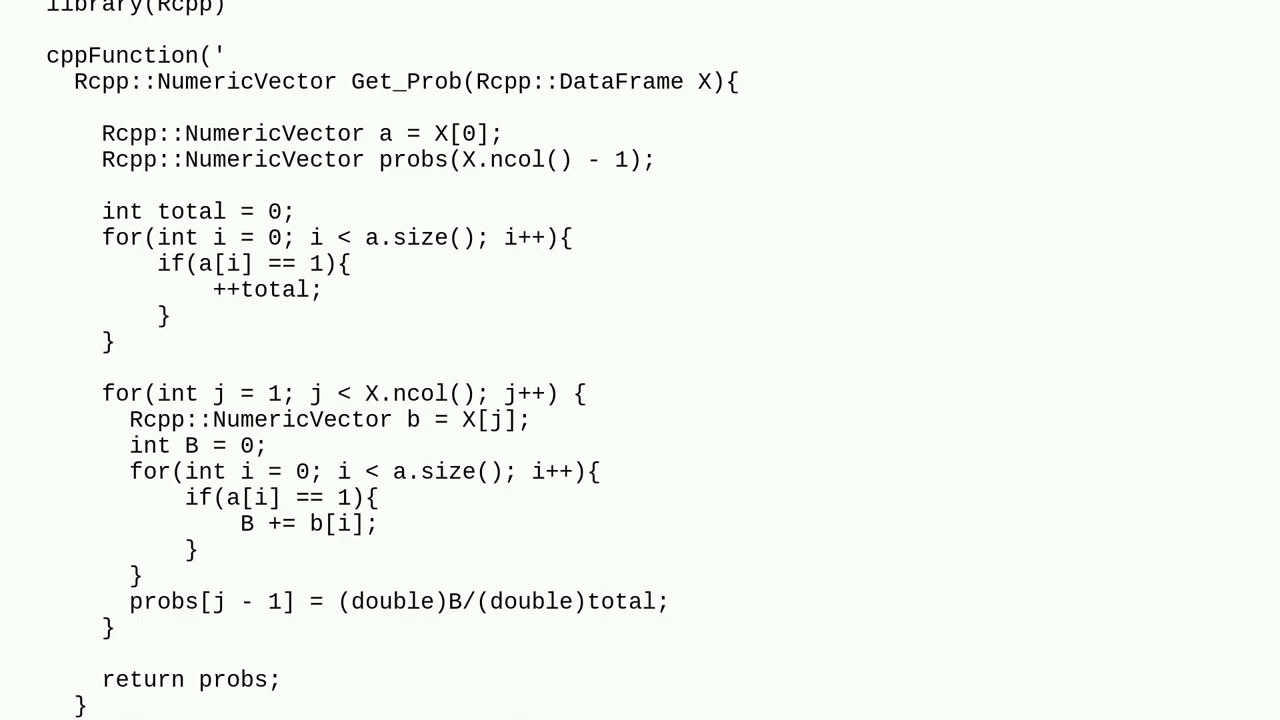 library(Rcpp)
cppFunction('
Rcpp::NumericVector Get_Prob(Rcpp::DataFrame X){
Rcpp::NumericVector a = X[0];
Rcpp::NumericVector probs(X.ncol() - 1);
int total = 0;
for(int i = 0; i < a.size(); i++){
if(a[i] == 1){
++total;
}
}
for(int j = 1; j < X.ncol(); j++) {
Rcpp::NumericVector b = X[j];
int B = 0;
for(int i = 0; i < a.size(); i++){
if(a[i] == 1){
B += b[i];
}
}
probs[j - 1] = (double)B/(double)total;
}
return probs;
}